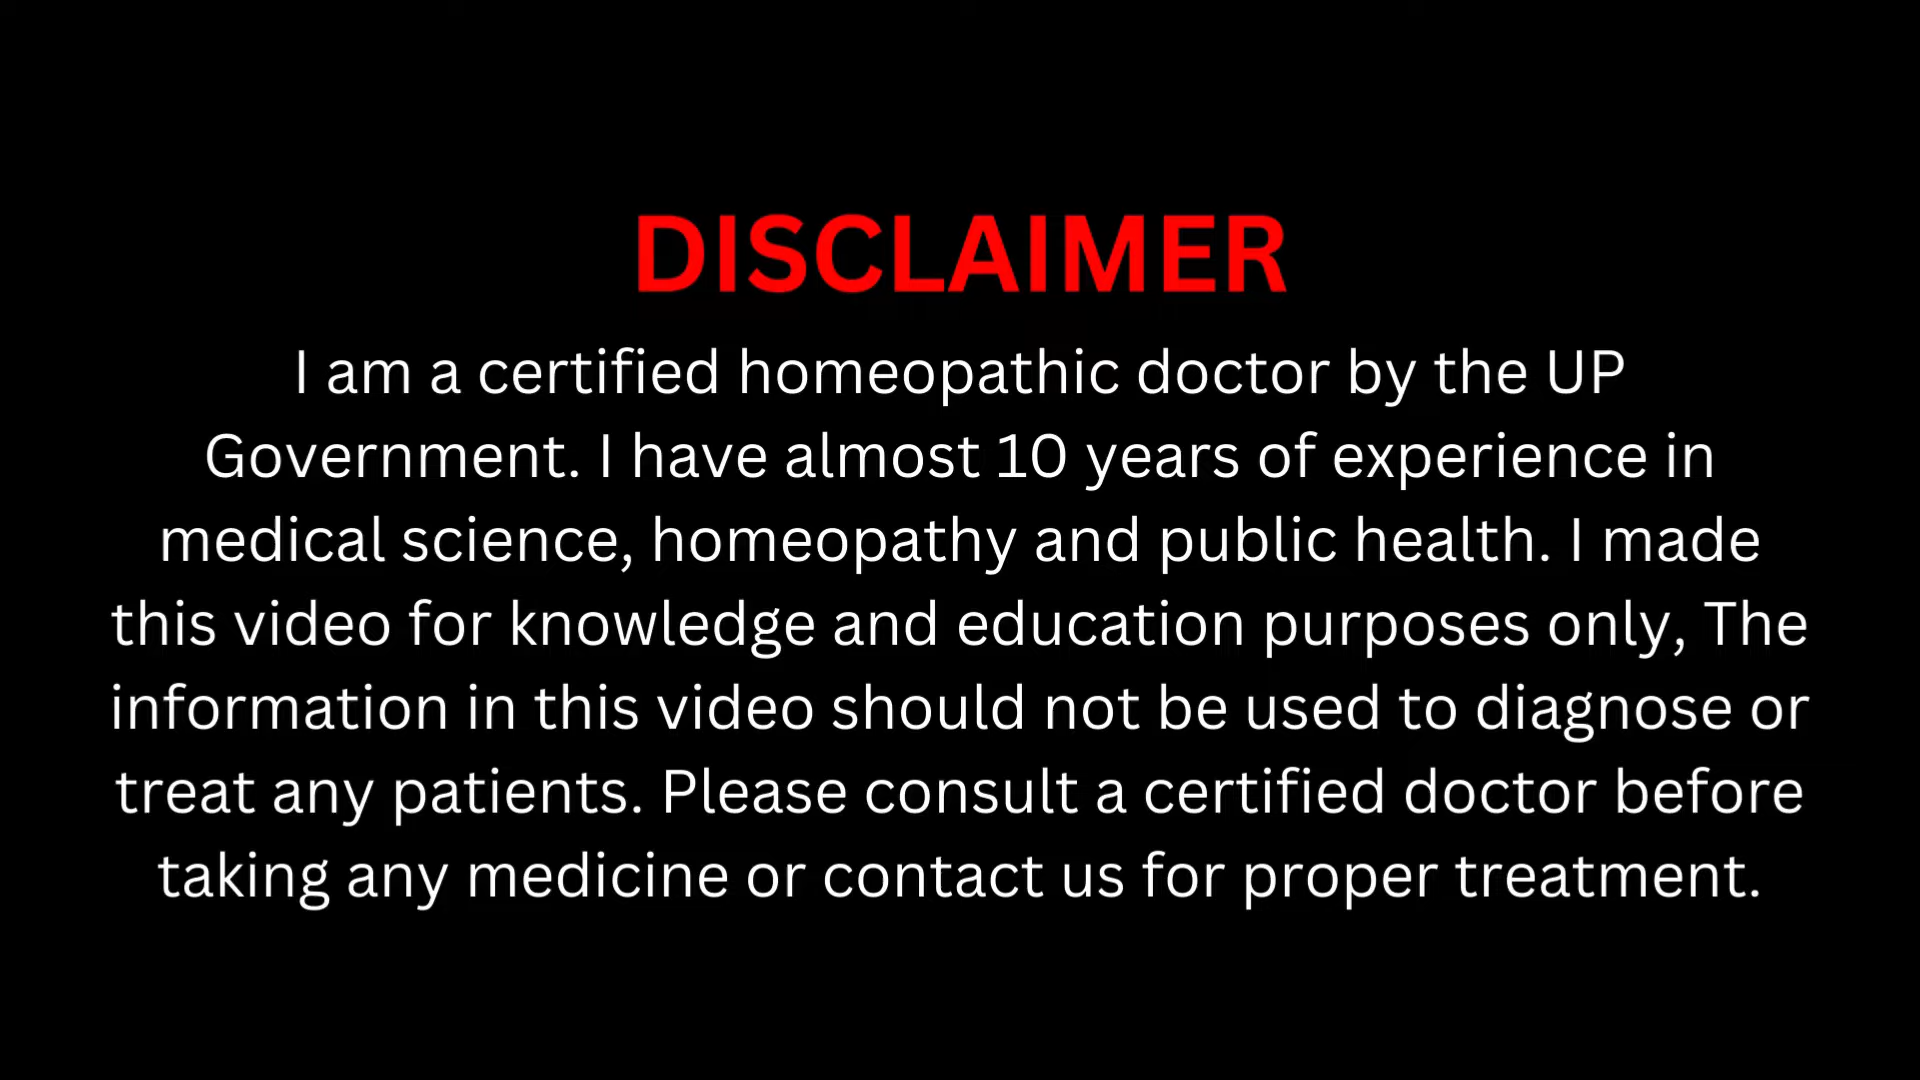 DISCLAIMER
I am a certified homeopathic doctor by the UP
Government. I have almost 10 years of experience in
medical science, homeopathy and public health. I made
this video for knowledge and education purposes only, The
information in this video should not be used to diagnose or
treat any patients. Please consult a certified doctor before
taking any medicine or contact us for proper treatment.